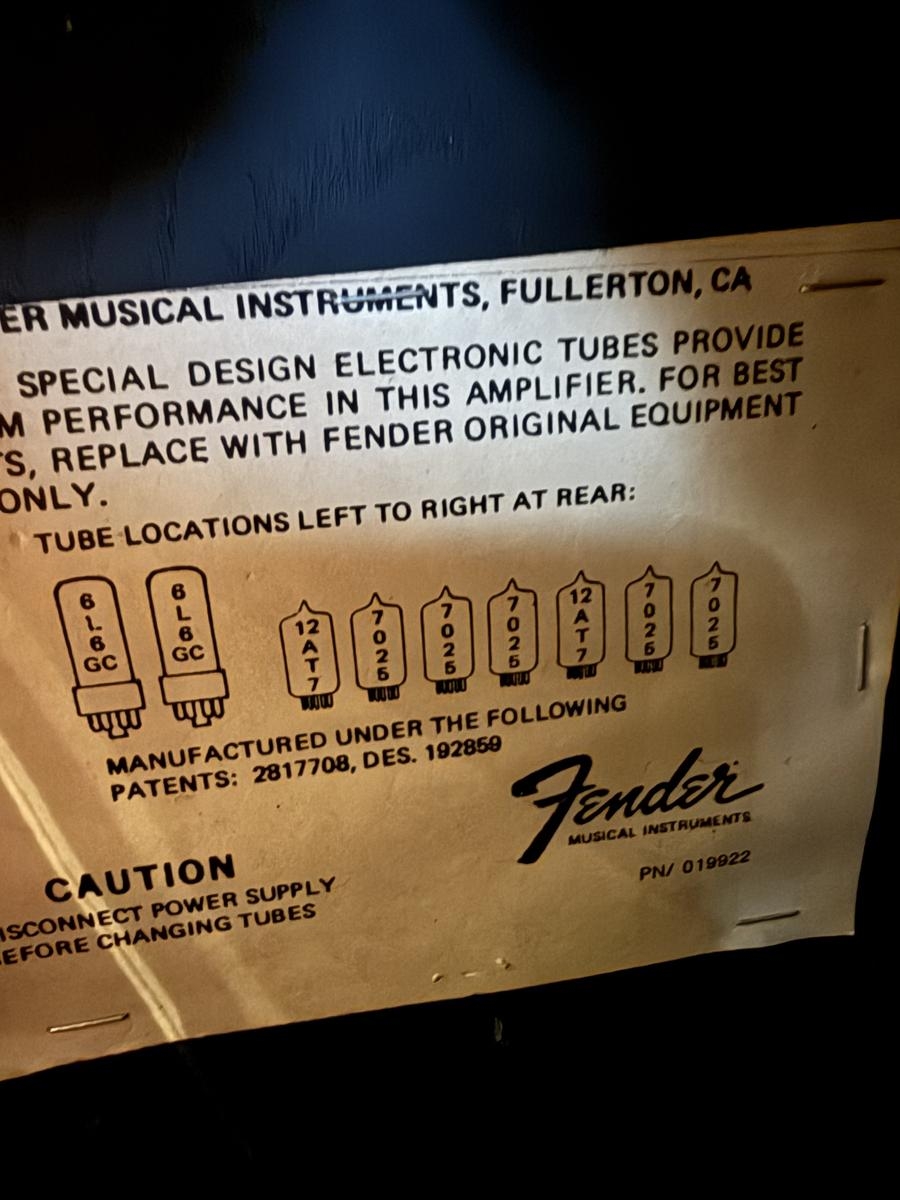 ER MUSICAL INSTRUMENTS, FULLERTON, CA
SPECIAL DESIGN ELECTRONIC TUBES PROVIDE
M PERFORMANCE IN THIS AMPLIFIER. FOR BEST
S, REPLACE WITH FENDER ORIGINAL EQUIPMENT
ONLY.
TUBE LOCATIONS LEFT TO RIGHT AT REAR:
6L6GC 6L6GC 12AT7 7025 7025 7025 12AT7 7025 7025
MANUFACTURED UNDER THE FOLLOWING
PATENTS: 2817708, DES. 192859
Fender
MUSICAL INSTRUMENTS
PN/ 019922
CAUTION
ISCONNECT POWER SUPPLY
EFORE CHANGING TUBES